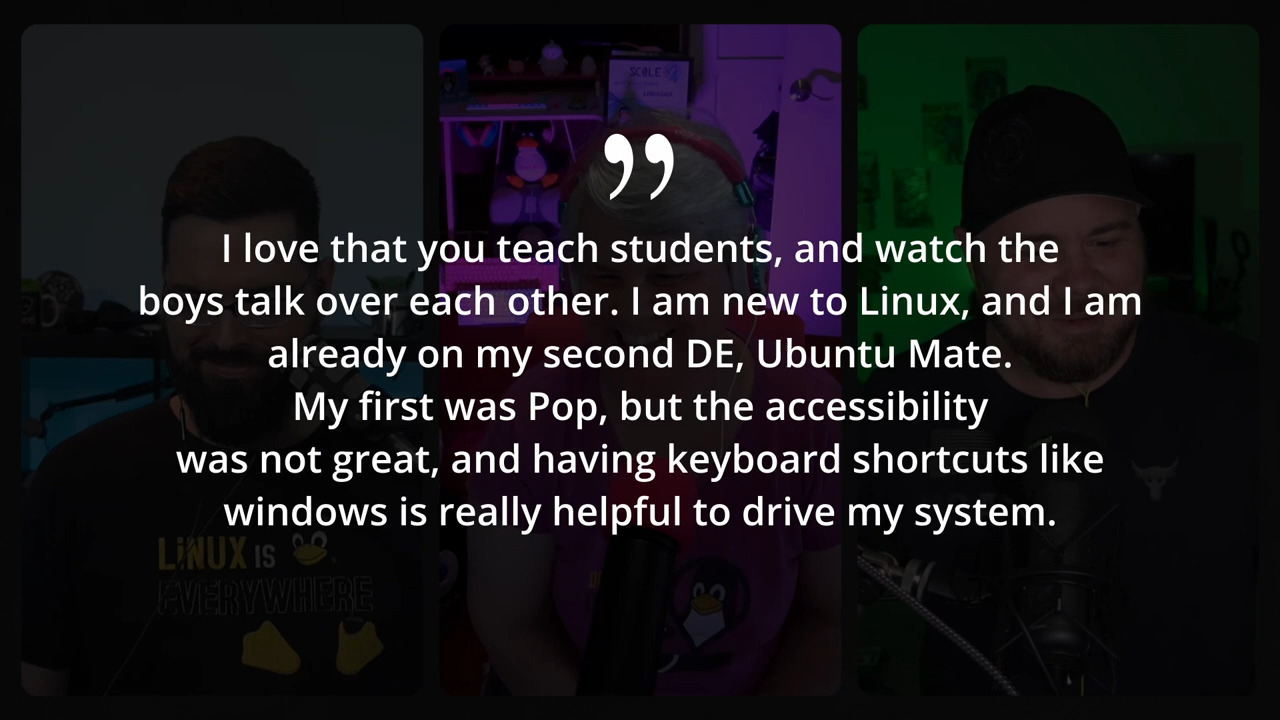 SCALE
”
I love that you teach students, and watch the
boys talk over each other. I am new to Linux, and I am
already on my second DE, Ubuntu Mate.
My first was Pop, but the accessibility
was not great, and having keyboard shortcuts like
windows is really helpful to drive my system.
LiNUX IS
EVERYWHERE